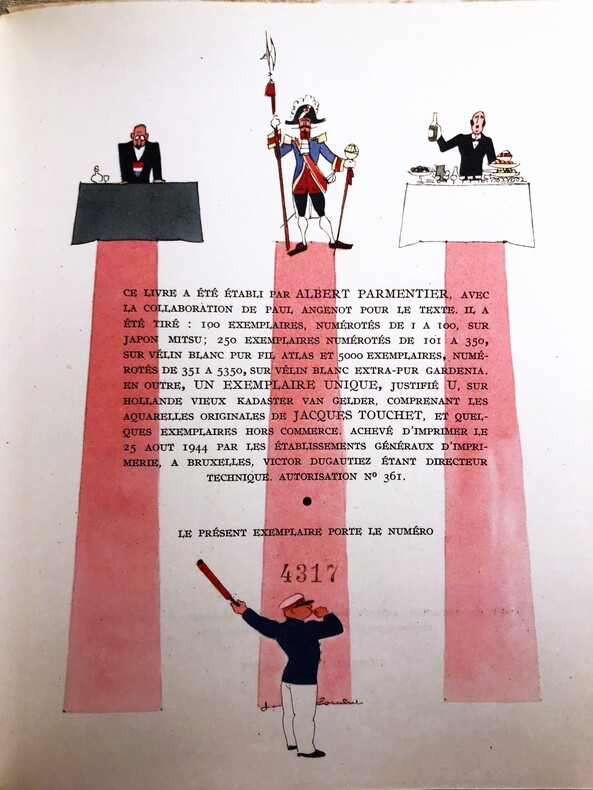 CE LIVRE A ÉTÉ ÉTABLI PAR ALBERT PARMENTIER, AVEC
LA COLLABORATION DE PAUL ANGENOT POUR LE TEXTE. IL A
ÉTÉ TIRÉ : 100 EXEMPLAIRES, NUMÉROTÉS DE 1 A 100, SUR
JAPON MITSU; 250 EXEMPLAIRES NUMÉROTÉS DE 101 A 350,
SUR VÉLIN BLANC PUR FIL ATLAS ET 5000 EXEMPLAIRES, NUMÉ-
ROTÉS DE 351 A 5350, SUR VÉLIN BLANC EXTRA-PUR GARDENIA.
EN OUTRE, UN EXEMPLAIRE UNIQUE, JUSTIFIÉ U, SUR
HOLLANDE VIEUX KADASTER VAN GELDER, COMPRENANT LES
AQUARELLES ORIGINALES DE JACQUES TOUCHET, ET QUEL-
QUES EXEMPLAIRES HORS COMMERCE. ACHEVÉ D'IMPRIMER LE
25 AOUT 1944 PAR LES ÉTABLISSEMENTS GÉNÉRAUX D'IMPRI-
MERIE, A BRUXELLES, VICTOR DUGAUTIEZ ÉTANT DIRECTEUR
TECHNIQUE. AUTORISATION Nº 361.
LE PRÉSENT EXEMPLAIRE PORTE LE NUMÉRO
4317